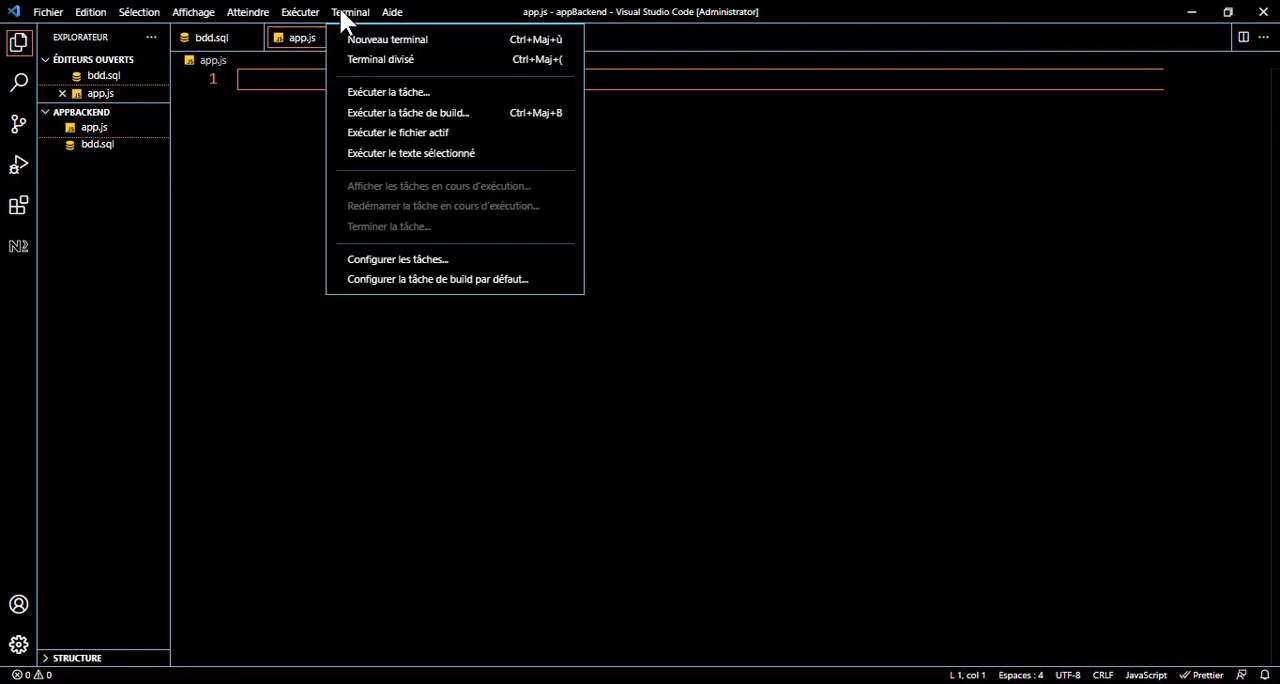 Fichier Edition Sélection Affichage Atteindre Exécuter Terminal Aide
app.js - appBackend - Visual Studio Code [Administrator]
EXPLORATEUR
ÉDITEURS OUVERTS
bdd.sql
app.js
APPBACKEND
app.js
bdd.sql
STRUCTURE
bdd.sql
app.js
app.js
1
Nouveau terminal Ctrl+Maj+ù
Terminal divisé Ctrl+Maj+(
Exécuter la tâche...
Exécuter la tâche de build... Ctrl+Maj+B
Exécuter le fichier actif
Exécuter le texte sélectionné
Afficher les tâches en cours d'exécution...
Redémarrer la tâche en cours d'exécution...
Terminer la tâche...
Configurer les tâches...
Configurer la tâche de build par défaut...
0 0
L 1, col 1 Espaces : 4 UTF-8 CRLF JavaScript Prettier